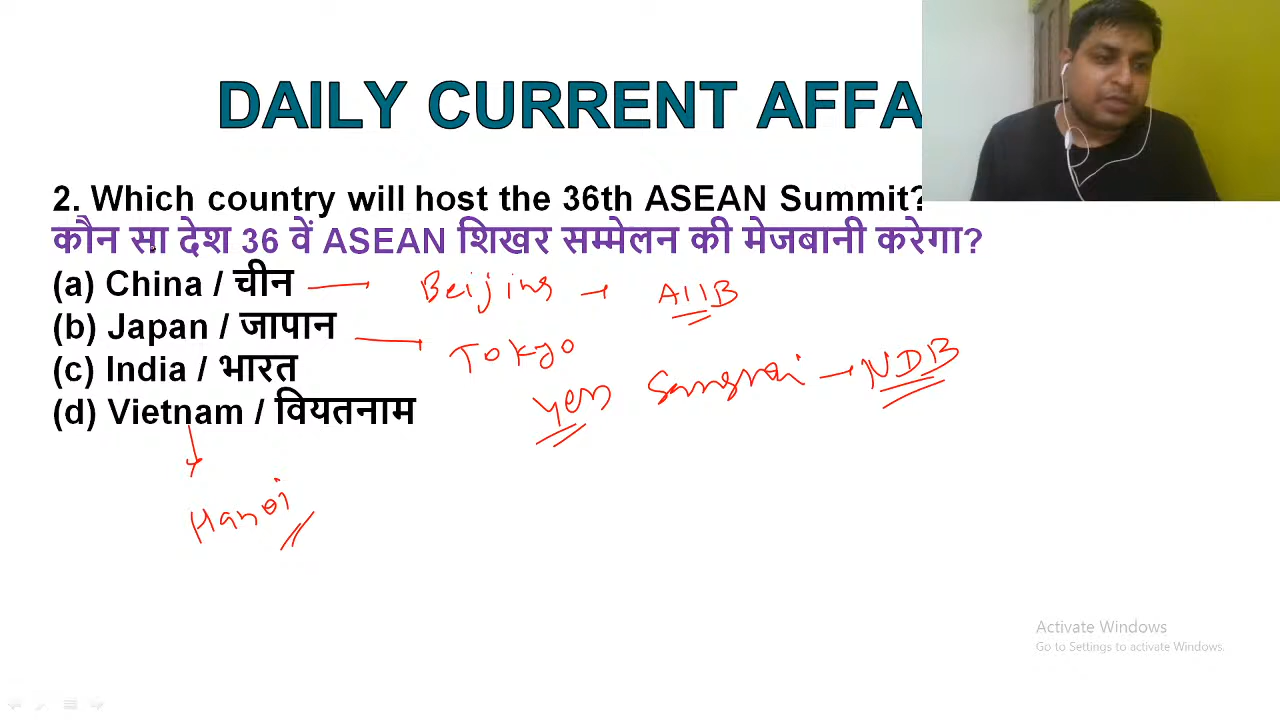 DAILY CURRENT AFFA
2. Which country will host the 36th ASEAN Summit?
कौन सा देश 36 वें ASEAN शिखर सम्मेलन की मेजबानी करेगा?
(a) China / चीन Beijing AIIB
(b) Japan / जापान Tokyo
(c) India / भारत Yen NDB
(d) Vietnam / वियतनाम
Hanoi
Activate Windows
Go to Settings to activate Windows.